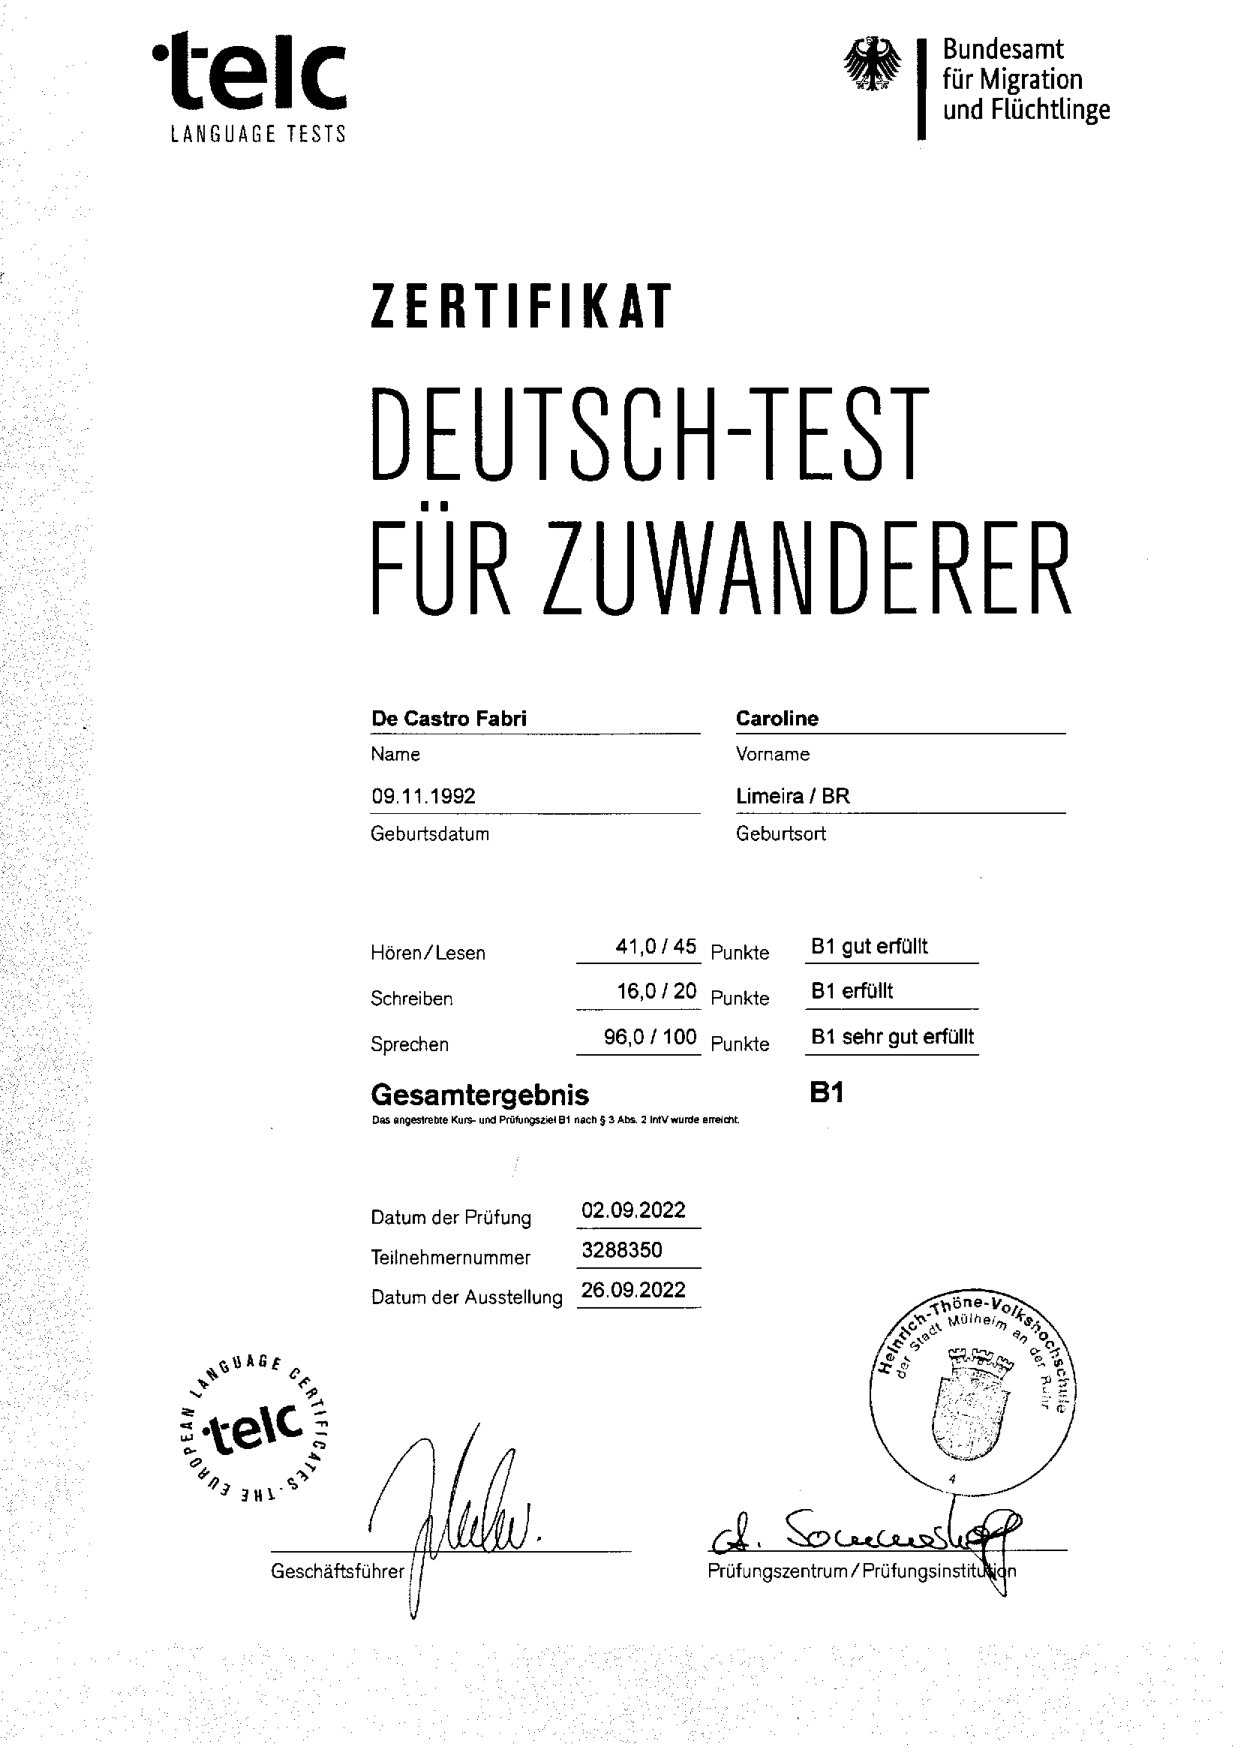 telc
LANGUAGE TESTS
Bundesamt
für Migration
und Flüchtlinge
ZERTIFIKAT
DEUTSCH-TEST
FÜR ZUWANDERER
De Castro Fabri Caroline
Name Vorname
09.11.1992 Limeira / BR
Geburtsdatum Geburtsort
Hören/Lesen 41,0 / 45 Punkte B1 gut erfüllt
Schreiben 16,0 / 20 Punkte B1 erfüllt
Sprechen 96,0 / 100 Punkte B1 sehr gut erfüllt
Gesamtergebnis B1
Das angestrebte Kurs- und Prüfungsziel B1 nach § 3 Abs. 2 IntV wurde erreicht.
Datum der Prüfung 02.09.2022
Teilnehmernummer 3288350
Datum der Ausstellung 26.09.2022
Heinrich-Thöne-Volkshochschule
der Stadt Mülheim an der Ruhr
4
THE EUROPEAN LANGUAGE CERTIFICATES
telc
Geschäftsführer
Prüfungszentrum/Prüfungsinstitution